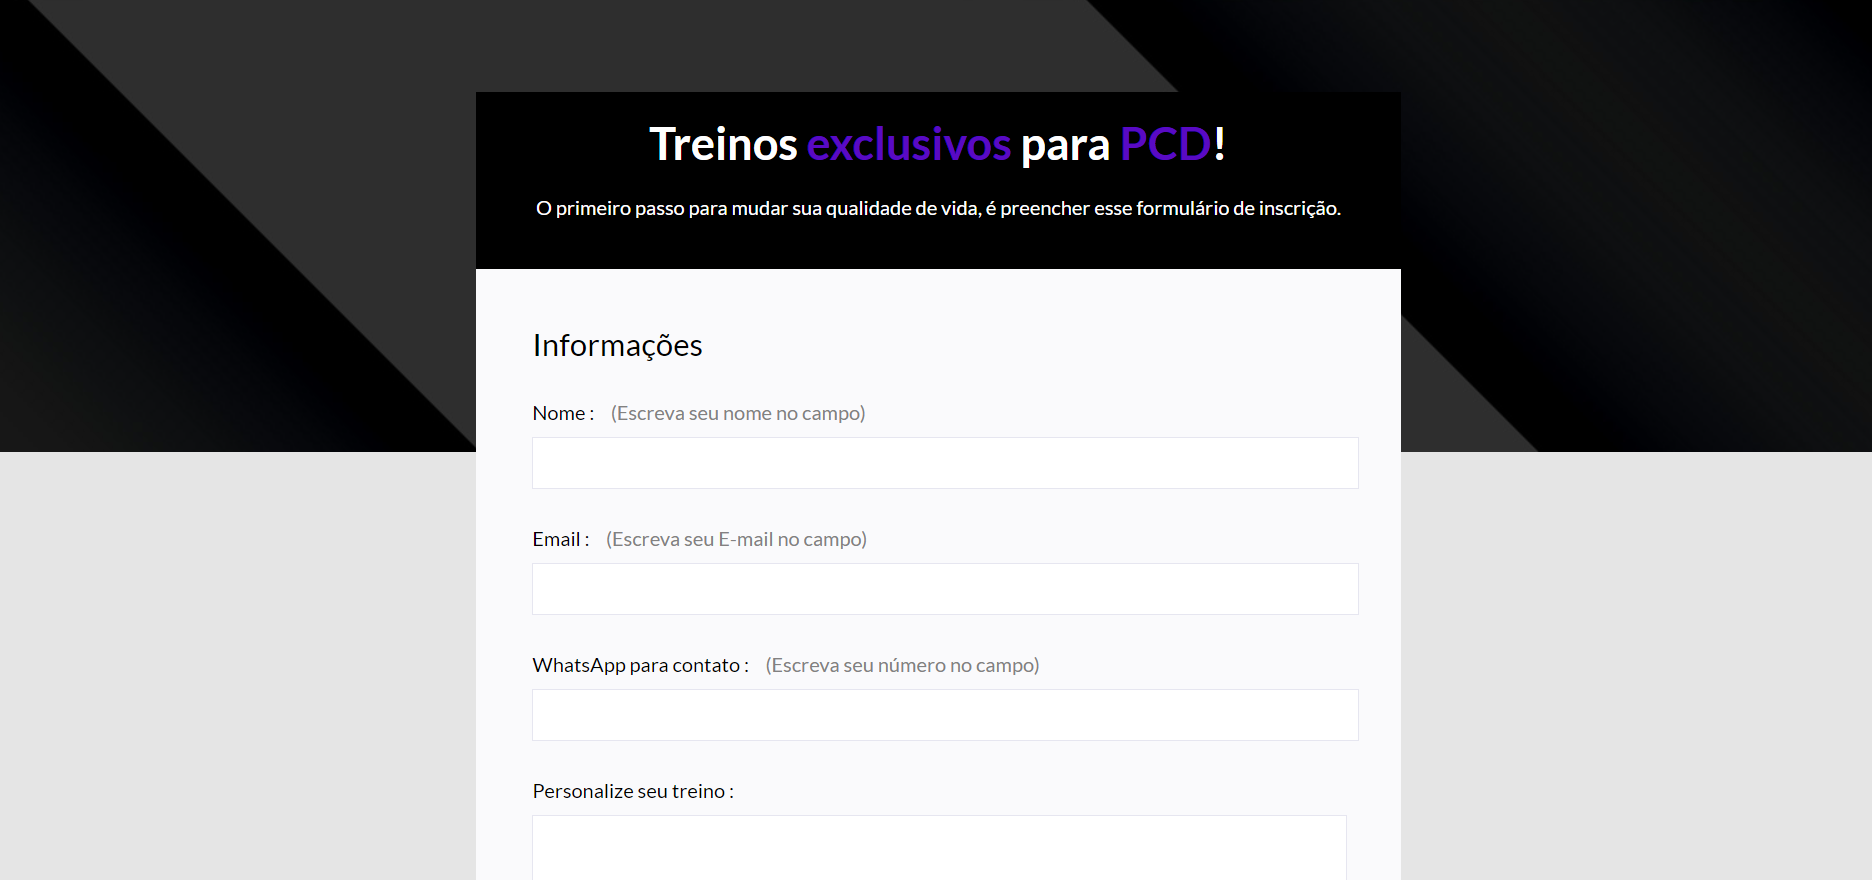 Treinos exclusivos para PCD!
O primeiro passo para mudar sua qualidade de vida, é preencher esse formulário de inscrição.
Informações
Nome : (Escreva seu nome no campo)
Email : (Escreva seu E-mail no campo)
WhatsApp para contato : (Escreva seu número no campo)
Personalize seu treino :